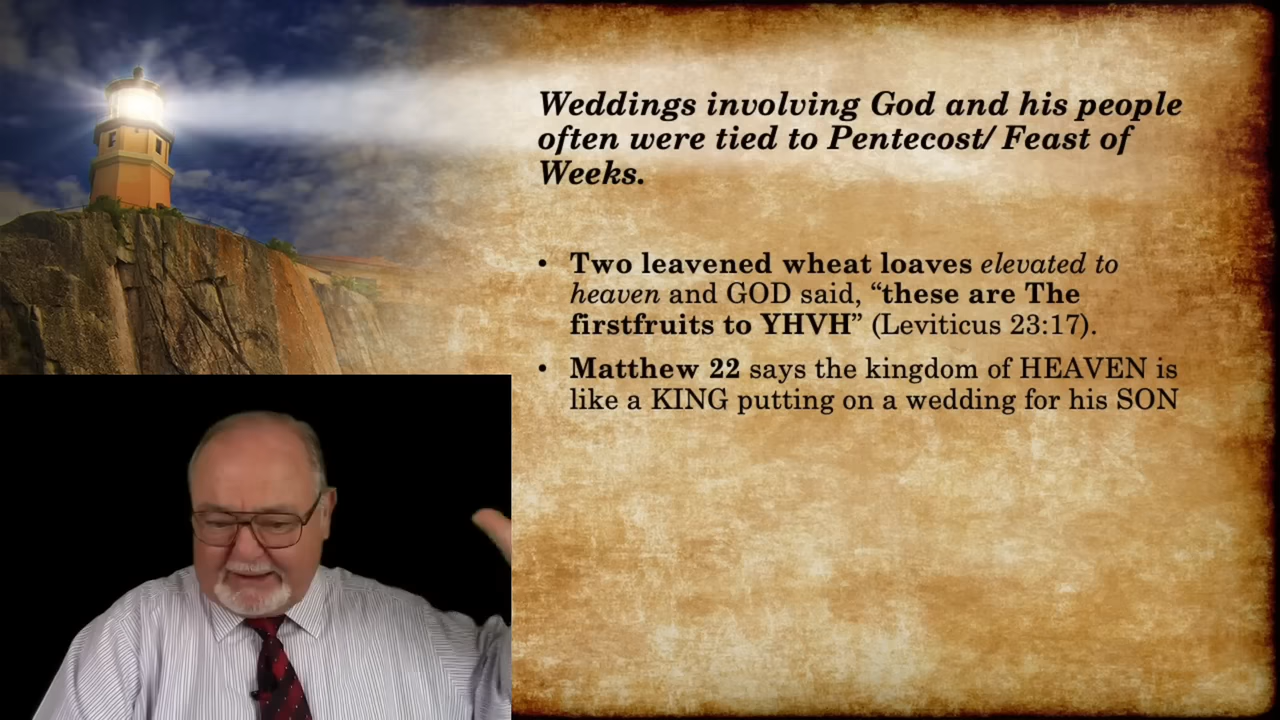 Weddings involving God and his people
often were tied to Pentecost/ Feast of
Weeks.
• Two leavened wheat loaves elevated to
heaven and GOD said, “these are The
firstfruits to YHVH” (Leviticus 23:17).
• Matthew 22 says the kingdom of HEAVEN is
like a KING putting on a wedding for his SON